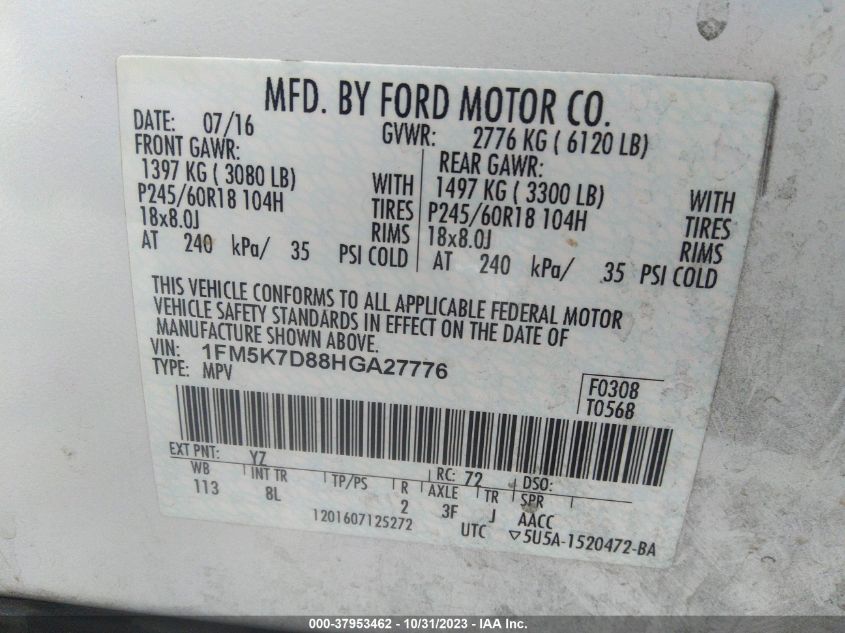 MFD. BY FORD MOTOR CO.
DATE: 07/16 GVWR: 2776 KG ( 6120 LB)
FRONT GAWR: REAR GAWR:
1397 KG ( 3080 LB) WITH 1497 KG ( 3300 LB) WITH
P245/60R18 104H TIRES P245/60R18 104H TIRES
18x8.0J RIMS 18x8.0J RIMS
AT 240 kPa/ 35 PSI COLD AT 240 kPa/ 35 PSI COLD
THIS VEHICLE CONFORMS TO ALL APPLICABLE FEDERAL MOTOR
VEHICLE SAFETY STANDARDS IN EFFECT ON THE DATE OF
MANUFACTURE SHOWN ABOVE.
VIN: 1FM5K7D88HGA27776
TYPE: MPV
F0308
T0568
EXT PNT: YZ RC: 72 DSO:
WB INT TR TP/PS R AXLE TR SPR
113 8L 2 3F J AACC
1201607125272 UTC ▽5U5A-1520472-BA
000-37953462 - 10/31/2023 - IAA Inc.